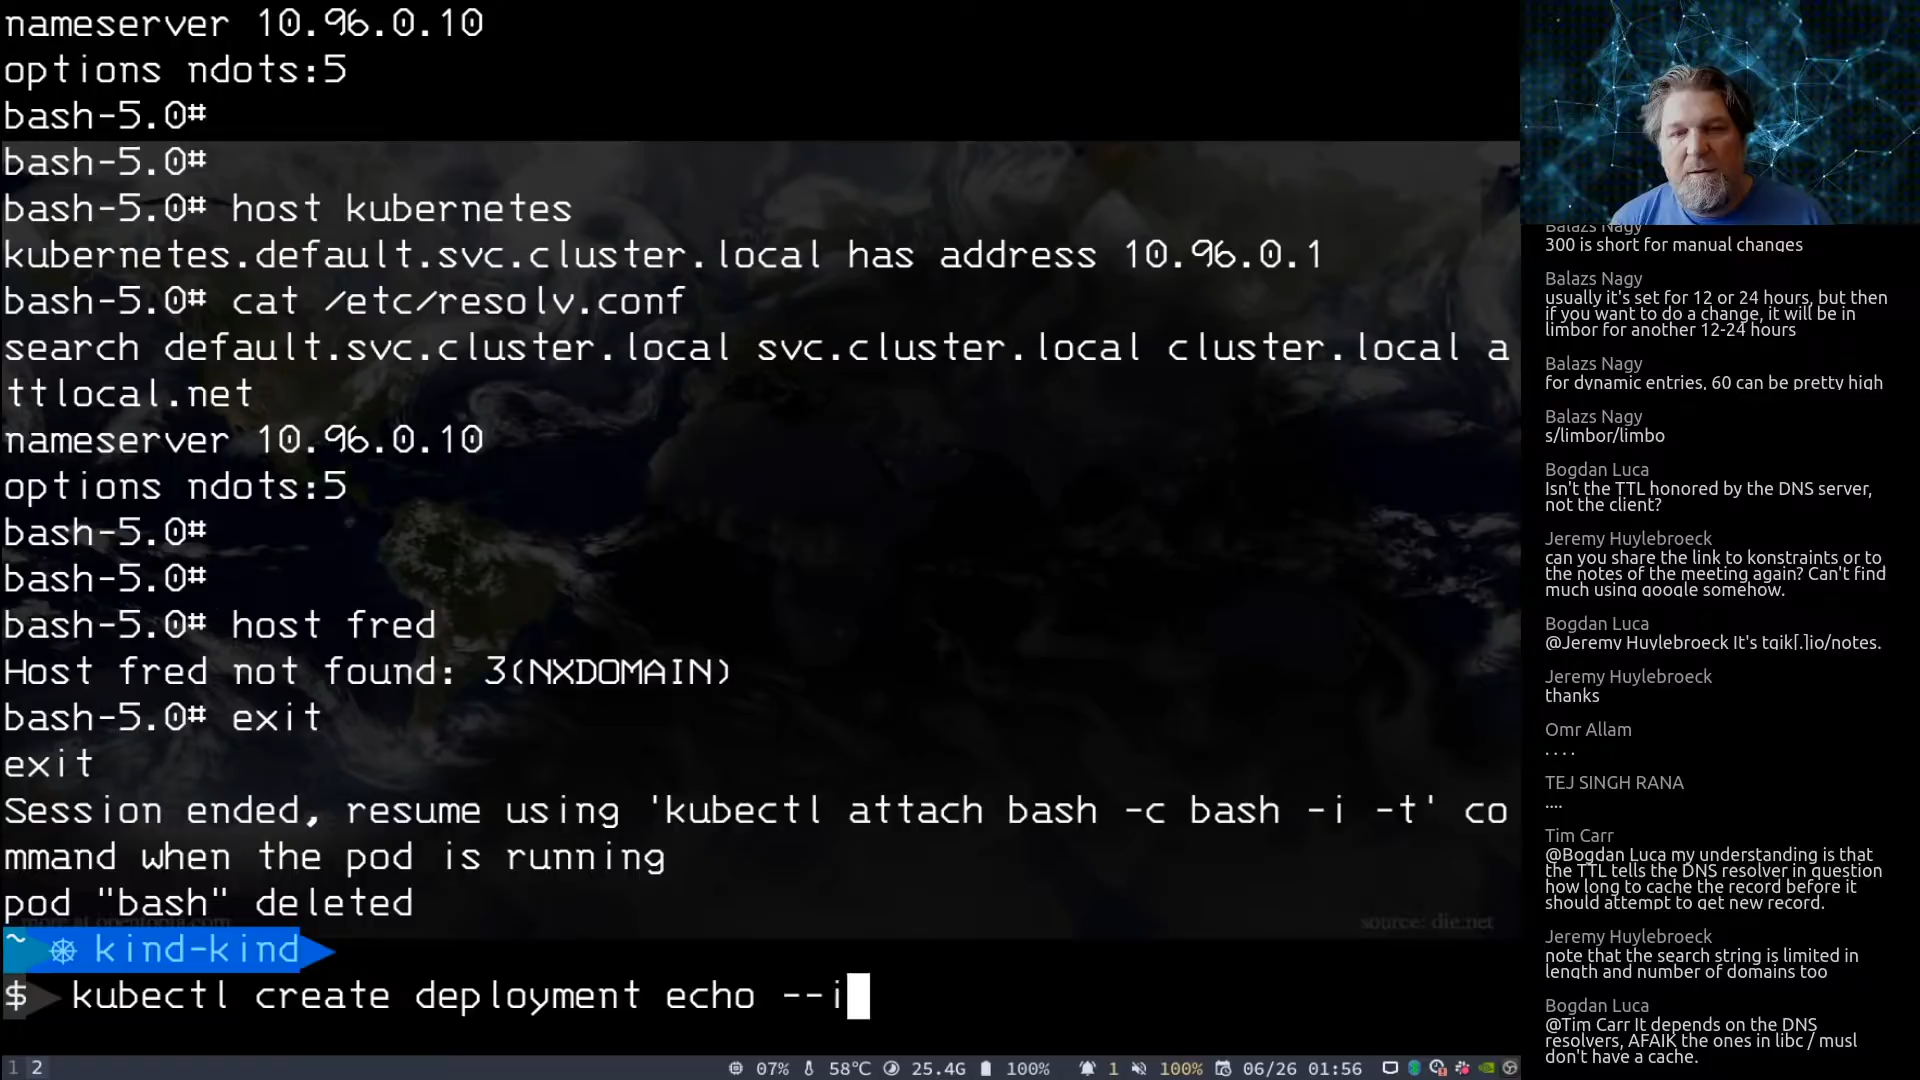 nameserver 10.96.0.10
options ndots:5
bash-5.0#
bash-5.0#
bash-5.0# host kubernetes
kubernetes.default.svc.cluster.local has address 10.96.0.1
bash-5.0# cat /etc/resolv.conf
search default.svc.cluster.local svc.cluster.local cluster.local a
ttlocal.net
nameserver 10.96.0.10
options ndots:5
bash-5.0#
bash-5.0#
bash-5.0# host fred
Host fred not found: 3(NXDOMAIN)
bash-5.0# exit
exit
Session ended, resume using 'kubectl attach bash -c bash -i -t' co
mmand when the pod is running
pod "bash" deleted
source: die.net
~ kind-kind
$ kubectl create deployment echo --i
1 2
07% 58°C 25.4G 100% 1 100% 06/26 01:56
Balazs Nagy
300 is short for manual changes
Balazs Nagy
usually it's set for 12 or 24 hours, but then
if you want to do a change, it will be in
limbor for another 12-24 hours
Balazs Nagy
for dynamic entries, 60 can be pretty high
Balazs Nagy
s/limbor/limbo
Bogdan Luca
Isn't the TTL honored by the DNS server,
not the client?
Jeremy Huylebroeck
can you share the link to konstraints or to
the notes of the meeting again? Can't find
much using google somehow.
Bogdan Luca
@Jeremy Huylebroeck It's tgik[.]io/notes.
Jeremy Huylebroeck
thanks
Omr Allam
. . . .
TEJ SINGH RANA
....
Tim Carr
@Bogdan Luca my understanding is that
the TTL tells the DNS resolver in question
how long to cache the record before it
should attempt to get new record.
Jeremy Huylebroeck
note that the search string is limited in
length and number of domains too
Bogdan Luca
@Tim Carr It depends on the DNS
resolvers, AFAIK the ones in libc / musl
don't have a cache.